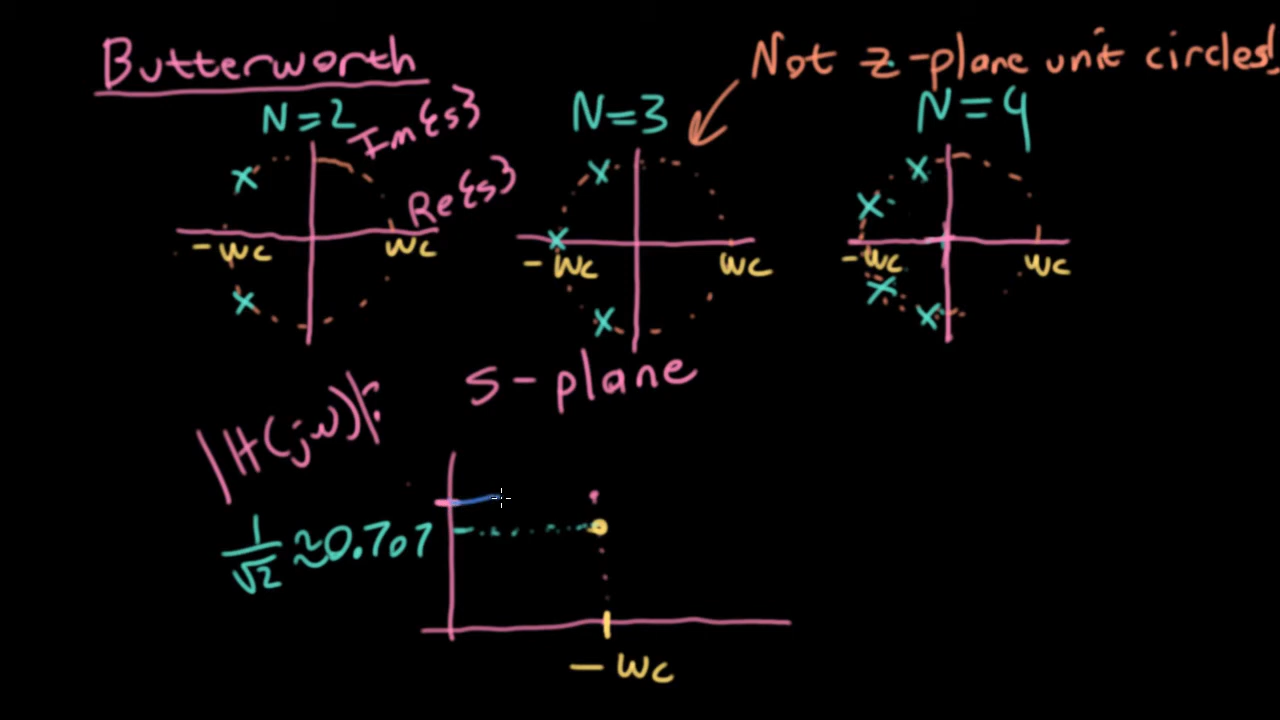 Butterworth
Not z-plane unit circles!
N=2
Im{s}
N=3
N=4
Re{s}
-wc
wc
-wc
wc
-wc
wc
s-plane
|H(jw)|:
1/√2 ≈ 0.707
- wc